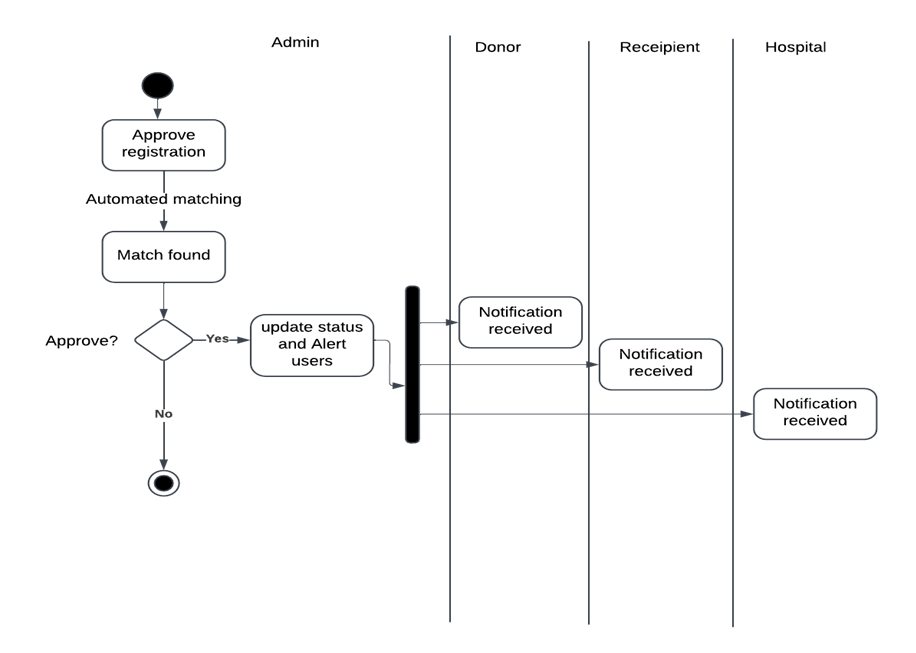 Admin
Donor
Receipient
Hospital
Approve
registration
Automated matching
Match found
Approve?
Yes
No
update status
and Alert
users
Notification
received
Notification
received
Notification
received